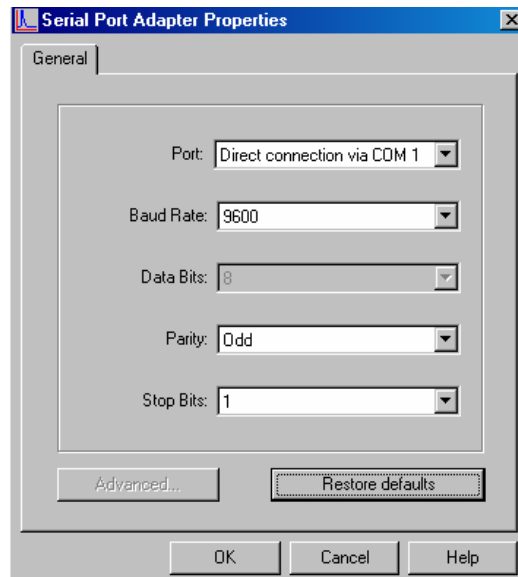 Serial Port Adapter Properties
General
Port: Direct connection via COM 1
Baud Rate: 9600
Data Bits: 8
Parity: Odd
Stop Bits: 1
Advanced... Restore defaults
OK Cancel Help